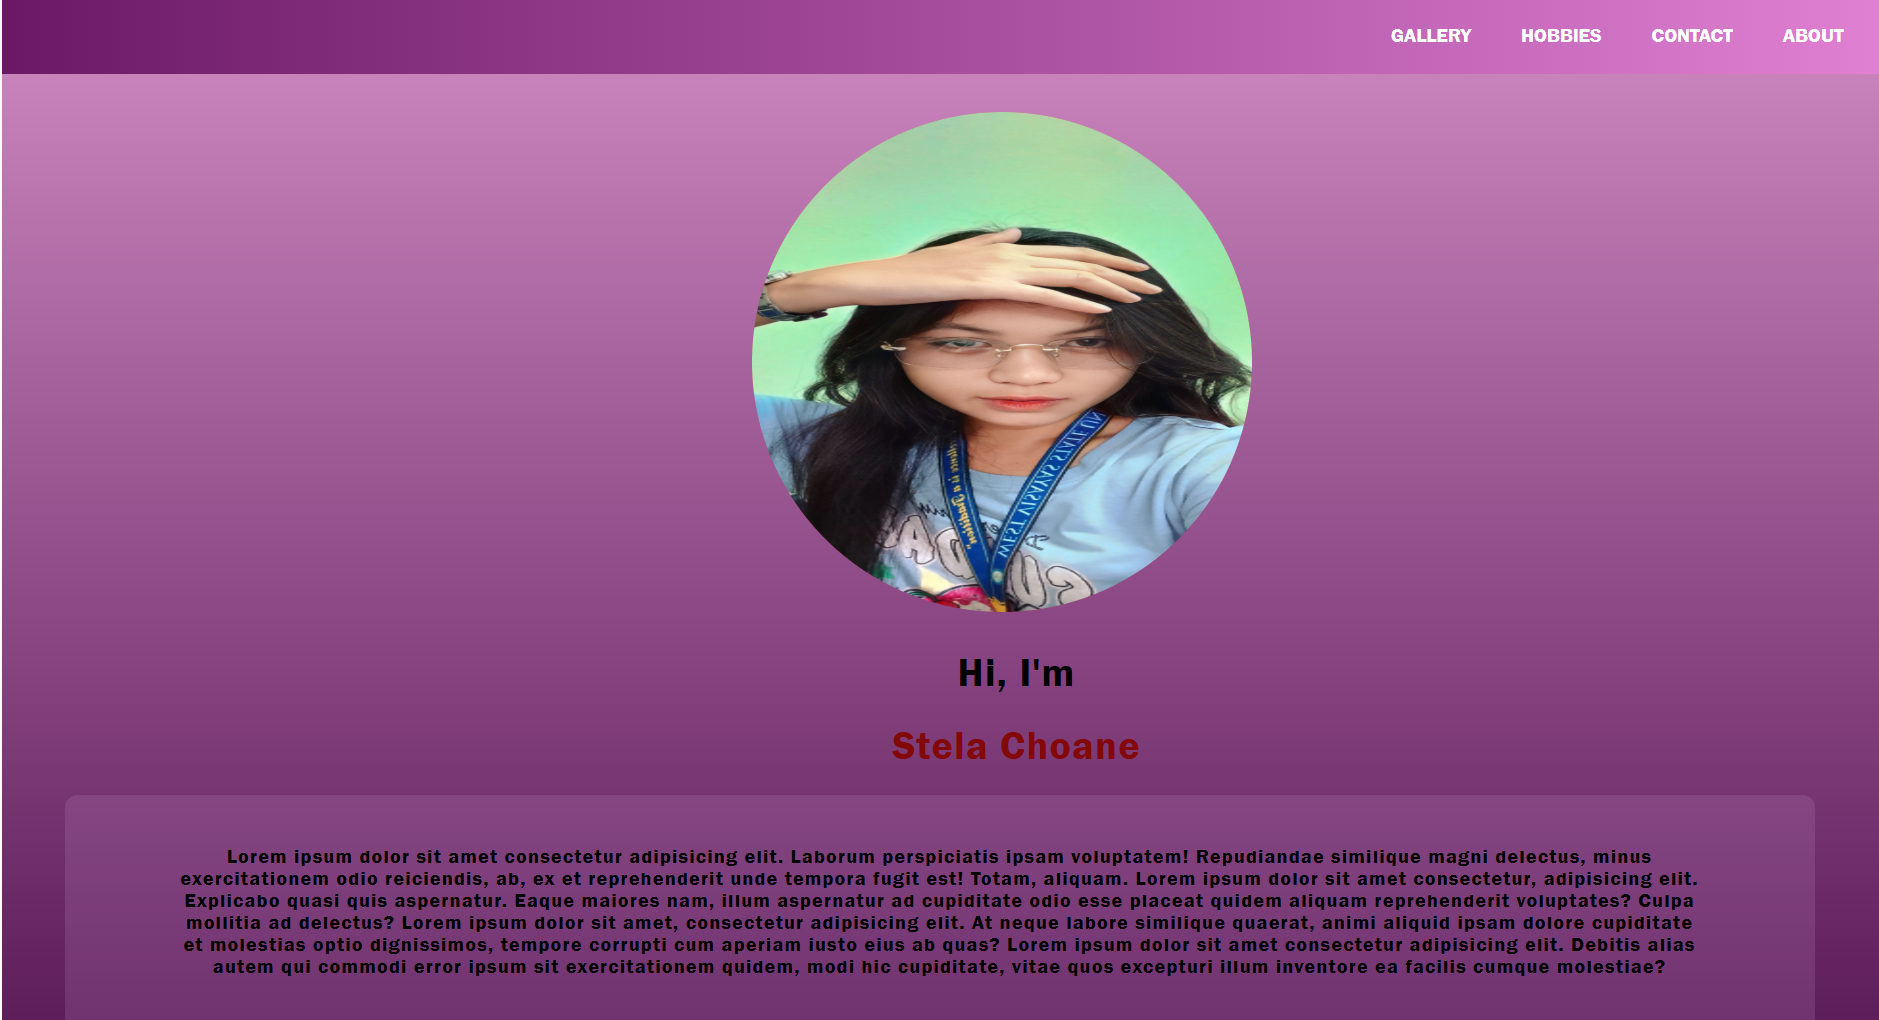 GALLERY HOBBIES CONTACT ABOUT
WEST VISAYAS STATE UN
Hi, I'm
Stela Choane
Lorem ipsum dolor sit amet consectetur adipisicing elit. Laborum perspiciatis ipsam voluptatem! Repudiandae similique magni delectus, minus
exercitationem odio reiciendis, ab, ex et reprehenderit unde tempora fugit est! Totam, aliquam. Lorem ipsum dolor sit amet consectetur, adipisicing elit.
Explicabo quasi quis aspernatur. Eaque maiores nam, illum aspernatur ad cupiditate odio esse placeat quidem aliquam reprehenderit voluptates? Culpa
mollitia ad delectus? Lorem ipsum dolor sit amet, consectetur adipisicing elit. At neque labore similique quaerat, animi aliquid ipsam dolore cupiditate
et molestias optio dignissimos, tempore corrupti cum aperiam iusto eius ab quas? Lorem ipsum dolor sit amet consectetur adipisicing elit. Debitis alias
autem qui commodi error ipsum sit exercitationem quidem, modi hic cupiditate, vitae quos excepturi illum inventore ea facilis cumque molestiae?